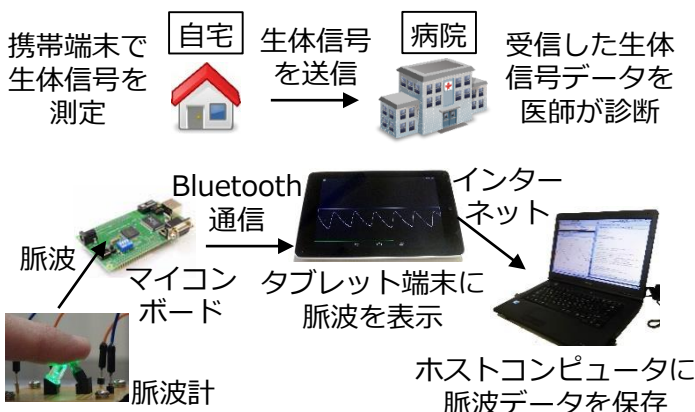 携帯端末で
生体信号を
測定
自宅
生体信号
を送信
病院
受信した生体
信号データを
医師が診断
脈波
マイコン
ボード
Bluetooth
通信
タブレット端末に
脈波を表示
インター
ネット
脈波計
ホストコンピュータに
脈波データを保存